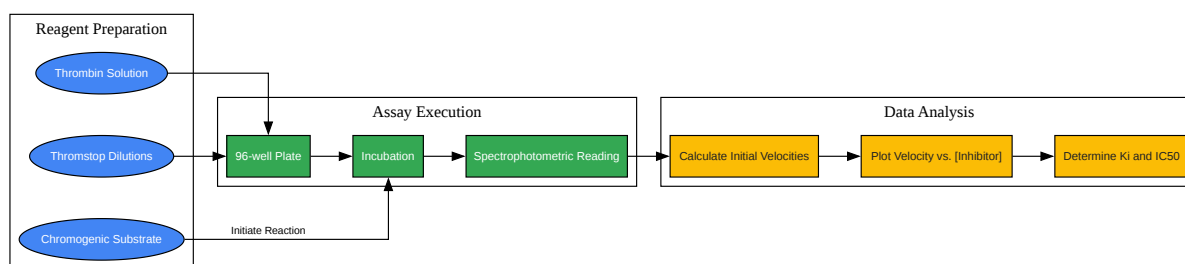 Reagent Preparation
Thrombin Solution
Thromstop Dilutions
Chromogenic Substrate
Initiate Reaction
Assay Execution
96-well Plate
Incubation
Spectrophotometric Reading
Data Analysis
Calculate Initial Velocities
Plot Velocity vs. [Inhibitor]
Determine Ki and IC50